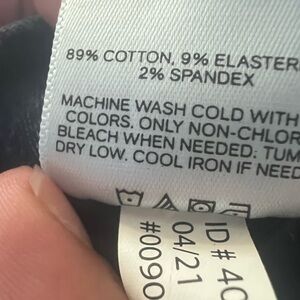 89% COTTON, 9% ELASTER
2% SPANDEX
MACHINE WASH COLD WITH
COLORS. ONLY NON-CHLOR
BLEACH WHEN NEEDED. TUM
DRY LOW. COOL IRON IF NEED
ID # 40
04/21
#0090